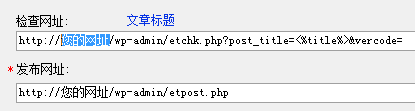 检查网址: 文章标题
http://您的网址/wp-admin/etchk.php?post_title=<%title%>&vercode=
*发布网址:
http://您的网址/wp-admin/etpost.php